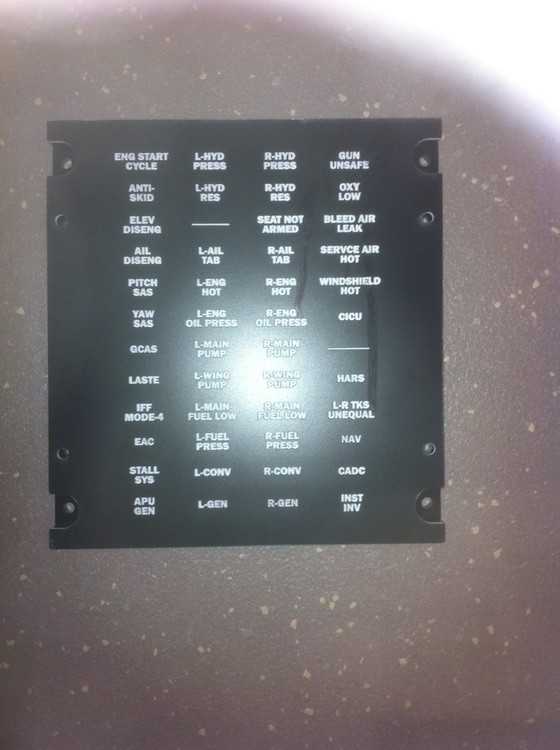 ENG START L-HYD R-HYD GUN
CYCLE PRESS PRESS UNSAFE
ANTI- L-HYD R-HYD OXY
SKID RES RES LOW
ELEV SEAT NOT BLEED AIR
DISENG ARMED LEAK
AIL L-AIL R-AIL SERVCE AIR
DISENG TAB TAB HOT
PITCH L-ENG R-ENG WINDSHIELD
SAS HOT HOT HOT
YAW L-ENG R-ENG CICU
SAS OIL PRESS OIL PRESS
GCAS L-MAIN R-MAIN
PUMP PUMP
LASTE L-WING R-WING HARS
PUMP PUMP
IFF L-MAIN R-MAIN L-R TKS
MODE-4 FUEL LOW FUEL LOW UNEQUAL
EAC L-FUEL R-FUEL NAV
PRESS PRESS
STALL L-CONV R-CONV CADC
SYS
APU L-GEN R-GEN INST
GEN INV